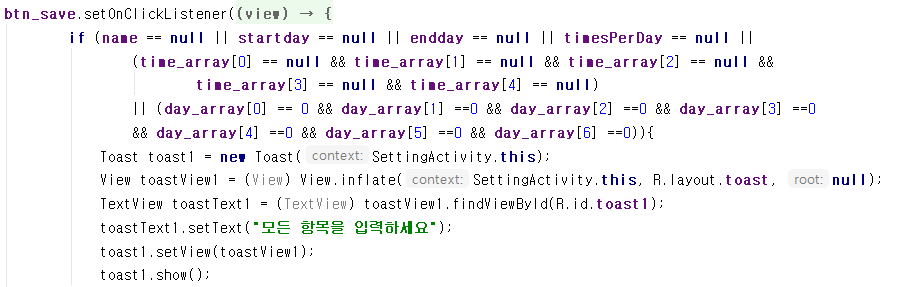 btn_save.setOnClickListener((view) → {
if (name == null || startday == null || endday == null || timesPerDay == null ||
(time_array[0] == null && time_array[1] == null && time_array[2] == null &&
time_array[3] == null && time_array[4] == null)
|| (day_array[0] == 0 && day_array[1] ==0 && day_array[2] ==0 && day_array[3] ==0
&& day_array[4] ==0 && day_array[5] ==0 && day_array[6] ==0)){
Toast toast1 = new Toast( context: SettingActivity.this);
View toastView1 = (View) View.inflate( context: SettingActivity.this, R.layout.toast, root: null);
TextView toastText1 = (TextView) toastView1.findViewById(R.id.toast1);
toastText1.setText("모든 항목을 입력하세요");
toast1.setView(toastView1);
toast1.show();